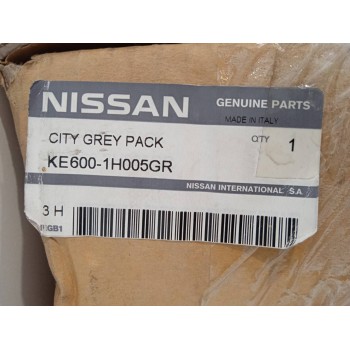 NISSAN
GENUINE PARTS
MADE IN ITALY
CITY GREY PACK
QTY 1
KE600-1H005GR
NISSAN INTERNATIONAL S.A.
3 H